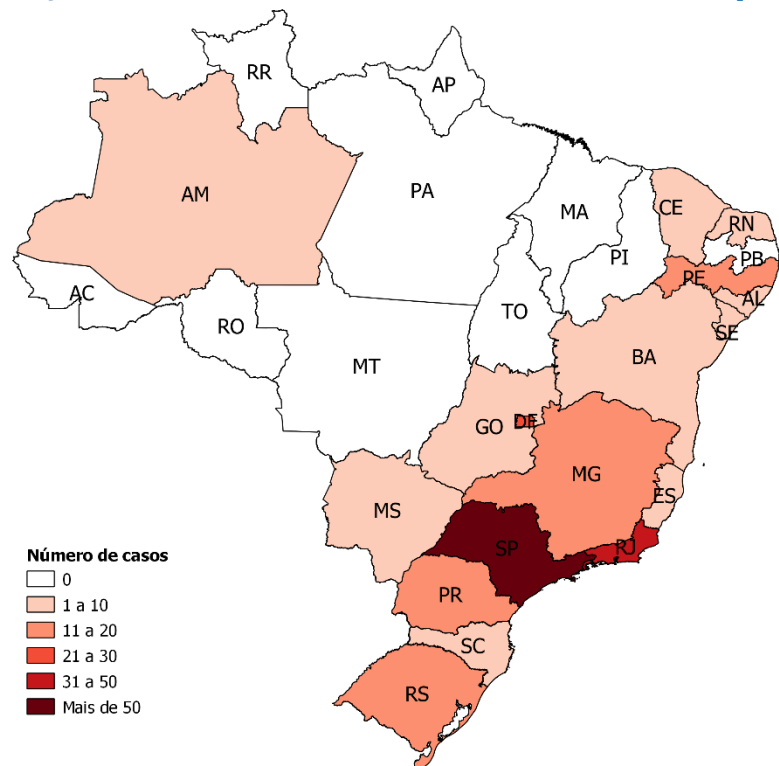 RR
AP
AM
PA
MA
CE
RN
PB
PI
PE
AL
SE
AC
RO
TO
BA
MT
GO
DF
MG
ES
MS
SP
RJ
PR
SC
RS
Número de casos
0
1 a 10
11 a 20
21 a 30
31 a 50
Mais de 50